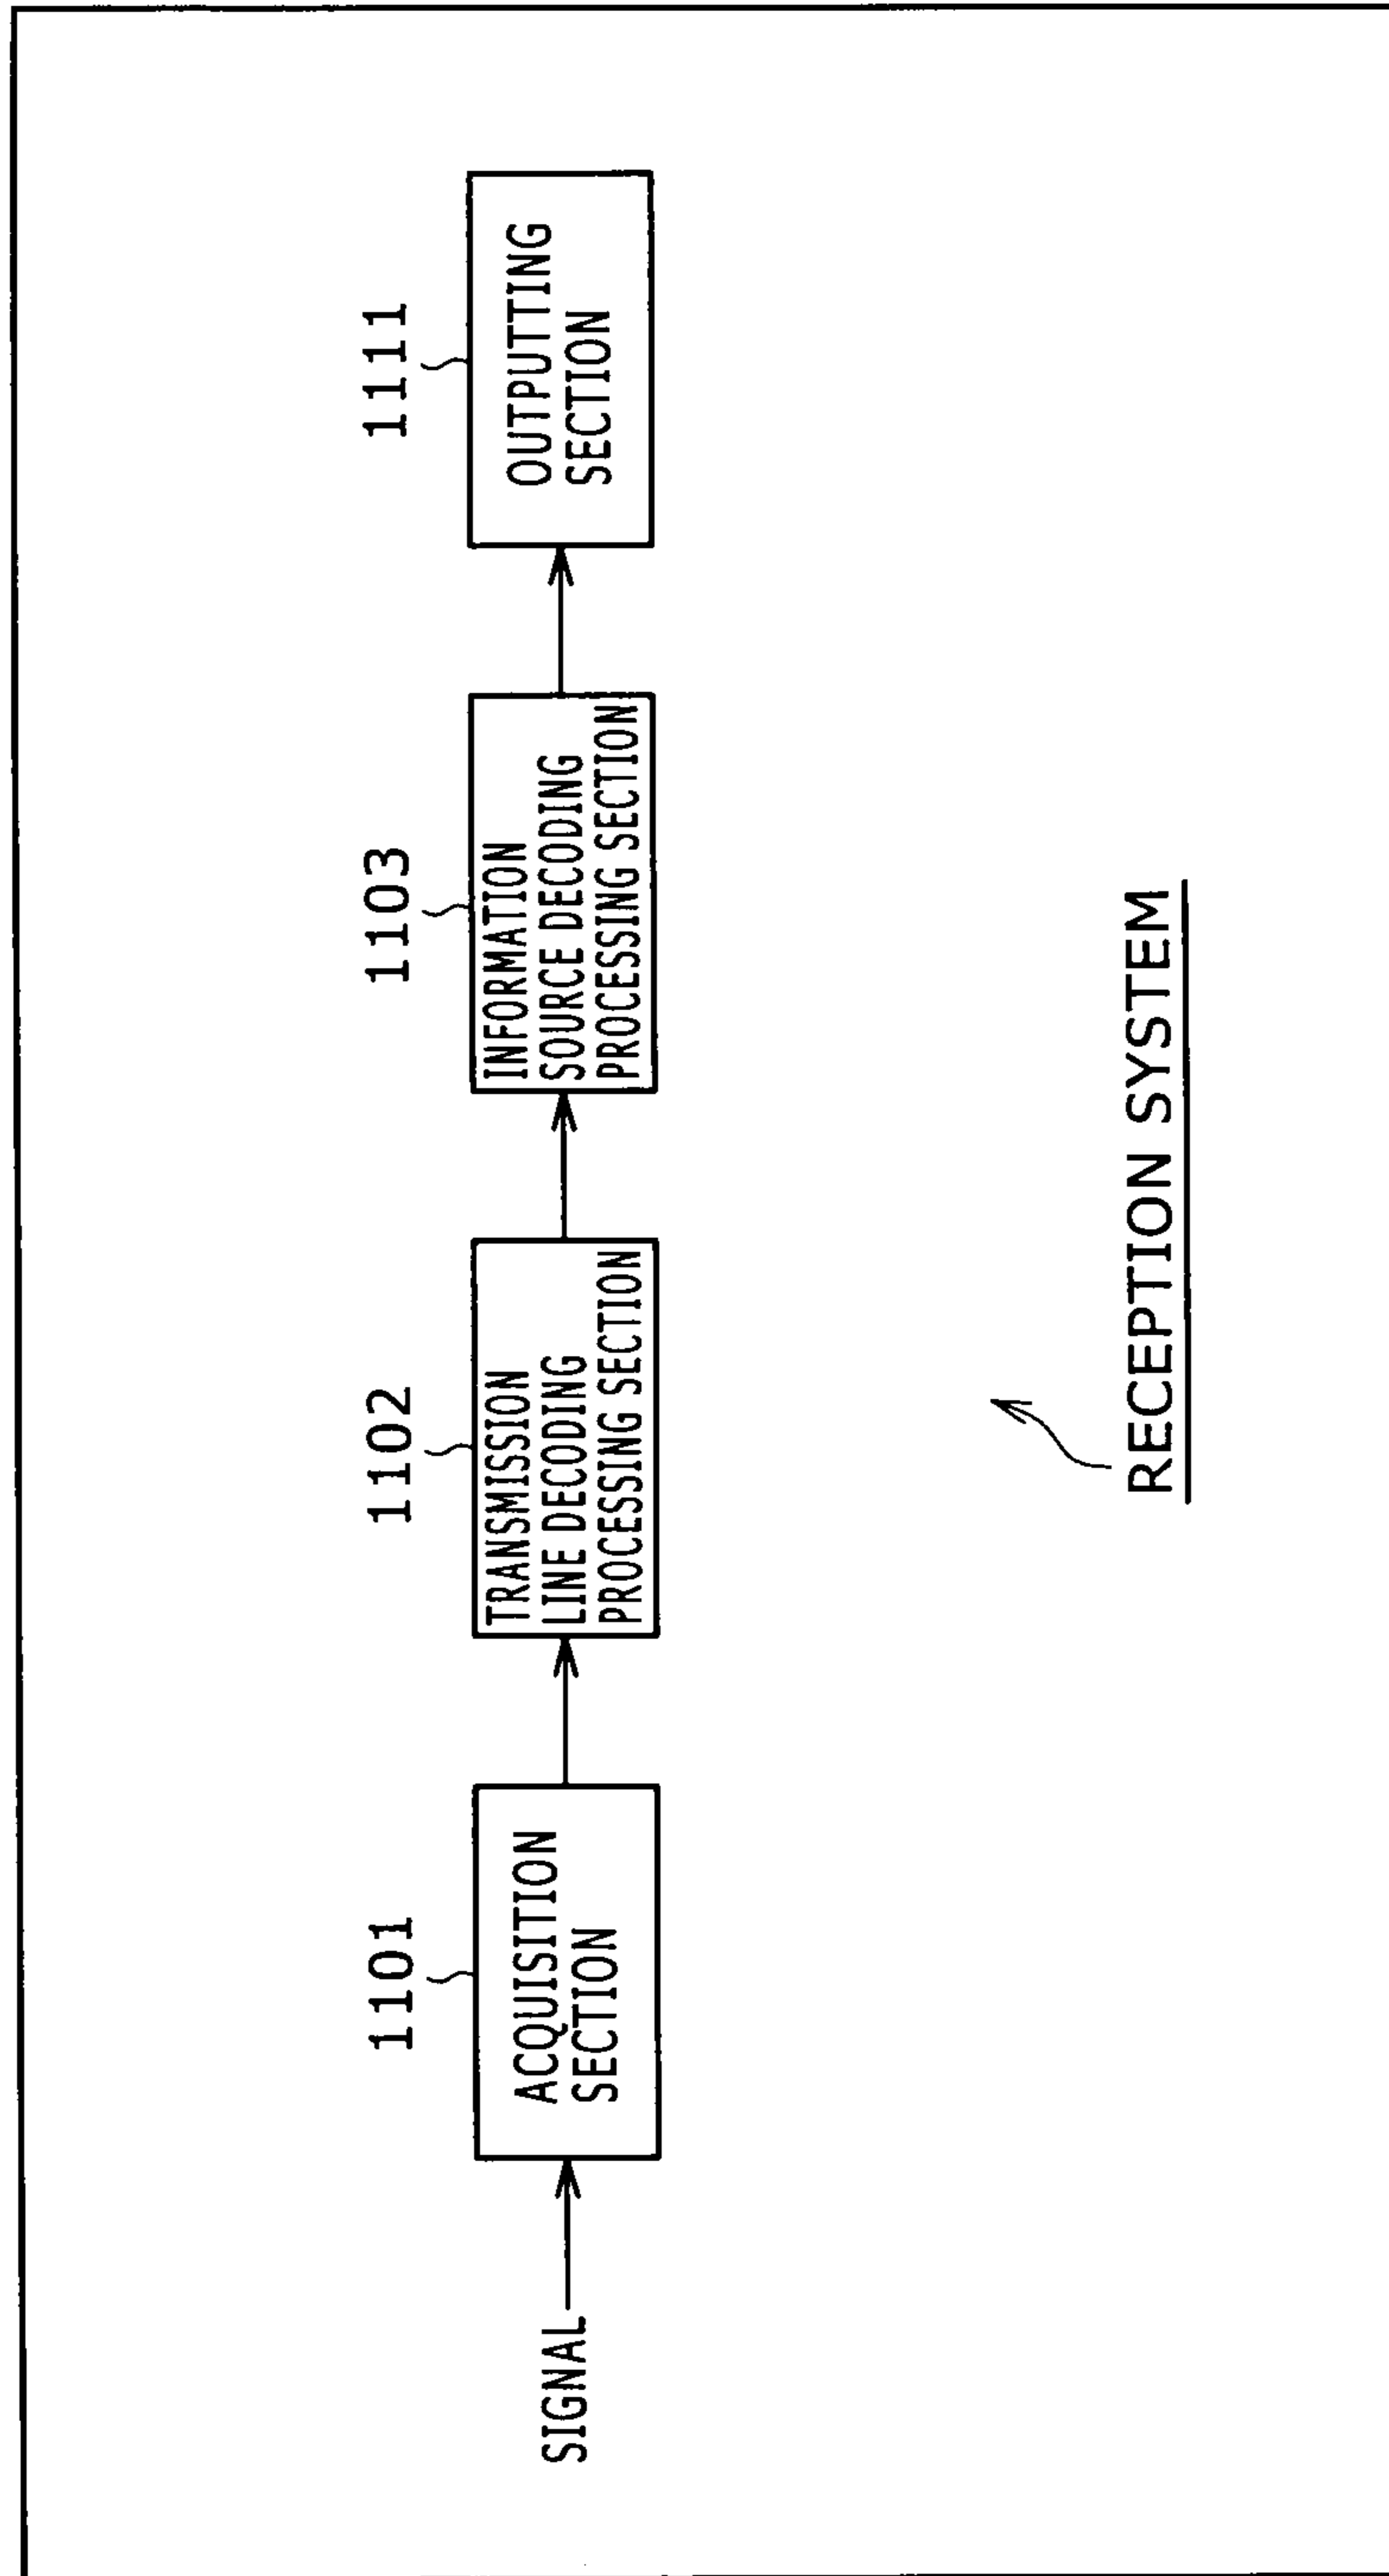 1101
1102
1103
1111
SIGNAL
ACQUISITION
SECTION
TRANSMISSION
LINE DECODING
PROCESSING SECTION
INFORMATION
SOURCE DECODING
PROCESSING SECTION
OUTPUTTING
SECTION
RECEPTION SYSTEM